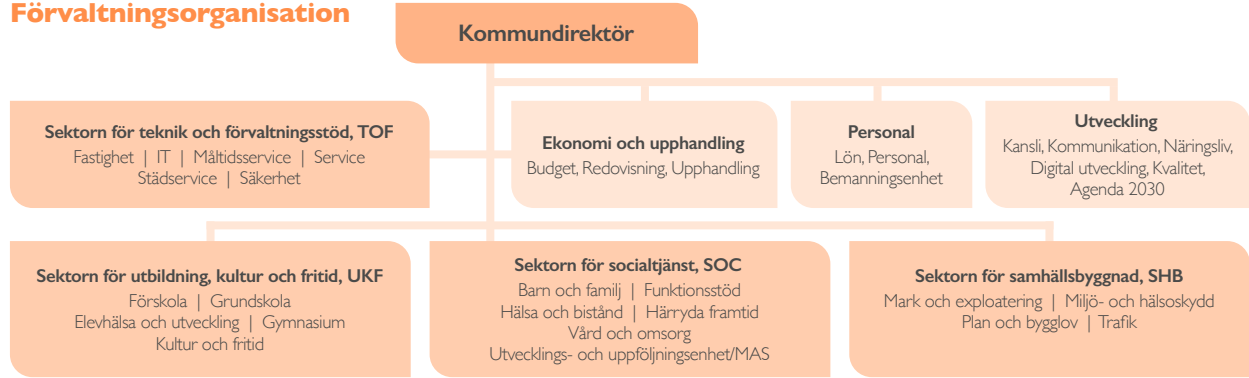 Förvaltningsorganisation
Kommundirektör
Sektorn för teknik och förvaltningsstöd, TOF
Fastighet | IT | Måltidsservice | Service
Städservice | Säkerhet
Ekonomi och upphandling
Budget, Redovisning, Upphandling
Personal
Lön, Personal,
Bemanningsenhet
Utveckling
Kansli, Kommunikation, Näringsliv,
Digital utveckling, Kvalitet,
Agenda 2030
Sektorn för utbildning, kultur och fritid, UKF
Förskola | Grundskola
Elevhälsa och utveckling | Gymnasium
Kultur och fritid
Sektorn för socialtjänst, SOC
Barn och familj | Funktionsstöd
Hälsa och bistånd | Härryda framtid
Vård och omsorg
Utvecklings- och uppföljningsenhet/MAS
Sektorn för samhällsbyggnad, SHB
Mark och exploatering | Miljö- och hälsoskydd
Plan och bygglov | Trafik